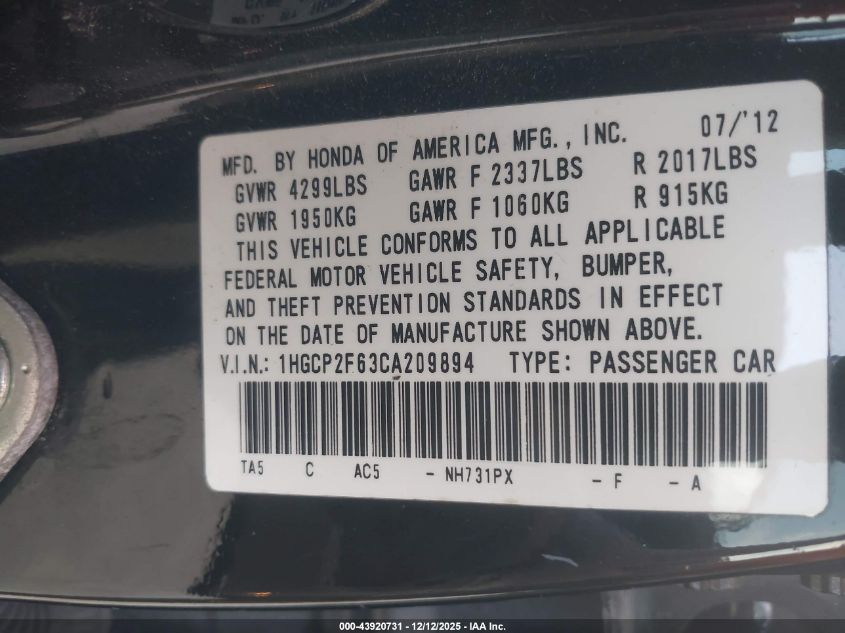 07/'12
MFD. BY HONDA OF AMERICA MFG., INC.
GVWR 4299LBS GAWR F 2337LBS R 2017LBS
GVWR 1950KG GAWR F 1060KG R 915KG
THIS VEHICLE CONFORMS TO ALL APPLICABLE
FEDERAL MOTOR VEHICLE SAFETY, BUMPER,
AND THEFT PREVENTION STANDARDS IN EFFECT
ON THE DATE OF MANUFACTURE SHOWN ABOVE.
V.I.N.: 1HGCP2F63CA209894 TYPE: PASSENGER CAR
TA5 C AC5 - NH731PX - F - A
000-43920731 - 12/12/2025 - IAA Inc.